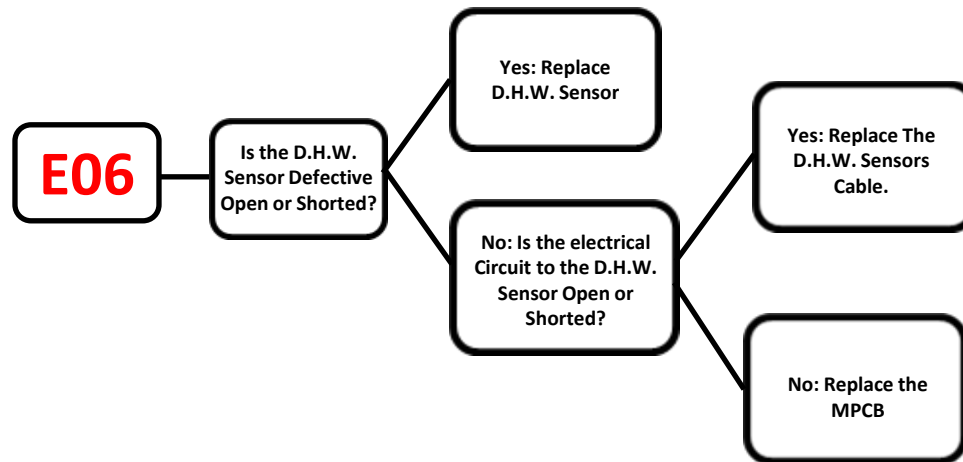 E06
Is the D.H.W.
Sensor Defective
Open or Shorted?
Yes: Replace
D.H.W. Sensor
No: Is the electrical
Circuit to the D.H.W.
Sensor Open or
Shorted?
Yes: Replace The
D.H.W. Sensors
Cable.
No: Replace the
MPCB